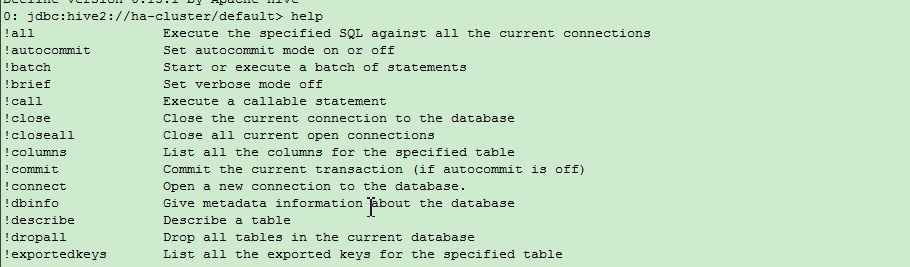 Beeline version 0.13.1 by Apache Hive
0: jdbc:hive2://ha-cluster/default> help
!all Execute the specified SQL against all the current connections
!autocommit Set autocommit mode on or off
!batch Start or execute a batch of statements
!brief Set verbose mode off
!call Execute a callable statement
!close Close the current connection to the database
!closeall Close all current open connections
!columns List all the columns for the specified table
!commit Commit the current transaction (if autocommit is off)
!connect Open a new connection to the database.
!dbinfo Give metadata information about the database
!describe Describe a table
!dropall Drop all tables in the current database
!exportedkeys List all the exported keys for the specified table